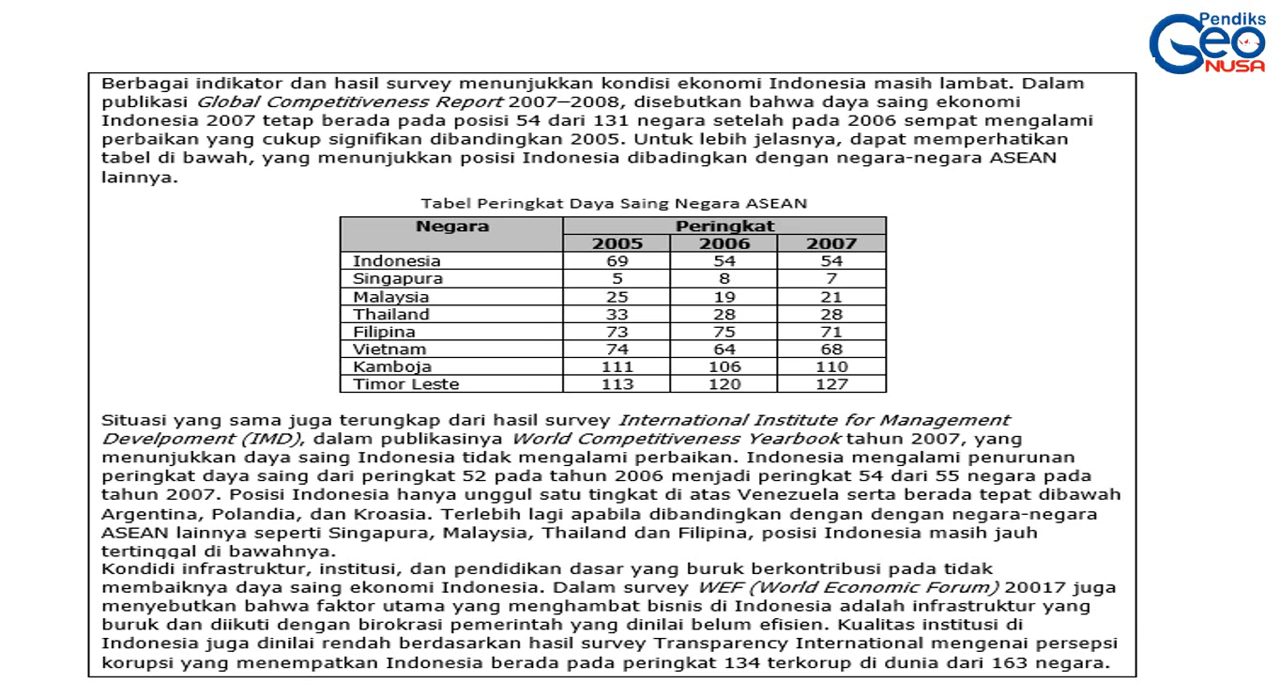 Pendiks
Geo
NUSA
Berbagai indikator dan hasil survey menunjukkan kondisi ekonomi Indonesia masih lambat. Dalam
publikasi Global Competitiveness Report 2007–2008, disebutkan bahwa daya saing ekonomi
Indonesia 2007 tetap berada pada posisi 54 dari 131 negara setelah pada 2006 sempat mengalami
perbaikan yang cukup signifikan dibandingkan 2005. Untuk lebih jelasnya, dapat memperhatikan
tabel di bawah, yang menunjukkan posisi Indonesia dibadingkan dengan negara-negara ASEAN
lainnya.
Tabel Peringkat Daya Saing Negara ASEAN
Negara Peringkat
2005 2006 2007
Indonesia 69 54 54
Singapura 5 8 7
Malaysia 25 19 21
Thailand 33 28 28
Filipina 73 75 71
Vietnam 74 64 68
Kamboja 111 106 110
Timor Leste 113 120 127
Situasi yang sama juga terungkap dari hasil survey International Institute for Management
Develpoment (IMD), dalam publikasinya World Competitiveness Yearbook tahun 2007, yang
menunjukkan daya saing Indonesia tidak mengalami perbaikan. Indonesia mengalami penurunan
peringkat daya saing dari peringkat 52 pada tahun 2006 menjadi peringkat 54 dari 55 negara pada
tahun 2007. Posisi Indonesia hanya unggul satu tingkat di atas Venezuela serta berada tepat dibawah
Argentina, Polandia, dan Kroasia. Terlebih lagi apabila dibandingkan dengan dengan negara-negara
ASEAN lainnya seperti Singapura, Malaysia, Thailand dan Filipina, posisi Indonesia masih jauh
tertinggal di bawahnya.
Kondidi infrastruktur, institusi, dan pendidikan dasar yang buruk berkontribusi pada tidak
membaiknya daya saing ekonomi Indonesia. Dalam survey WEF (World Economic Forum) 20017 juga
menyebutkan bahwa faktor utama yang menghambat bisnis di Indonesia adalah infrastruktur yang
buruk dan diikuti dengan birokrasi pemerintah yang dinilai belum efisien. Kualitas institusi di
Indonesia juga dinilai rendah berdasarkan hasil survey Transparency International mengenai persepsi
korupsi yang menempatkan Indonesia berada pada peringkat 134 terkorup di dunia dari 163 negara.